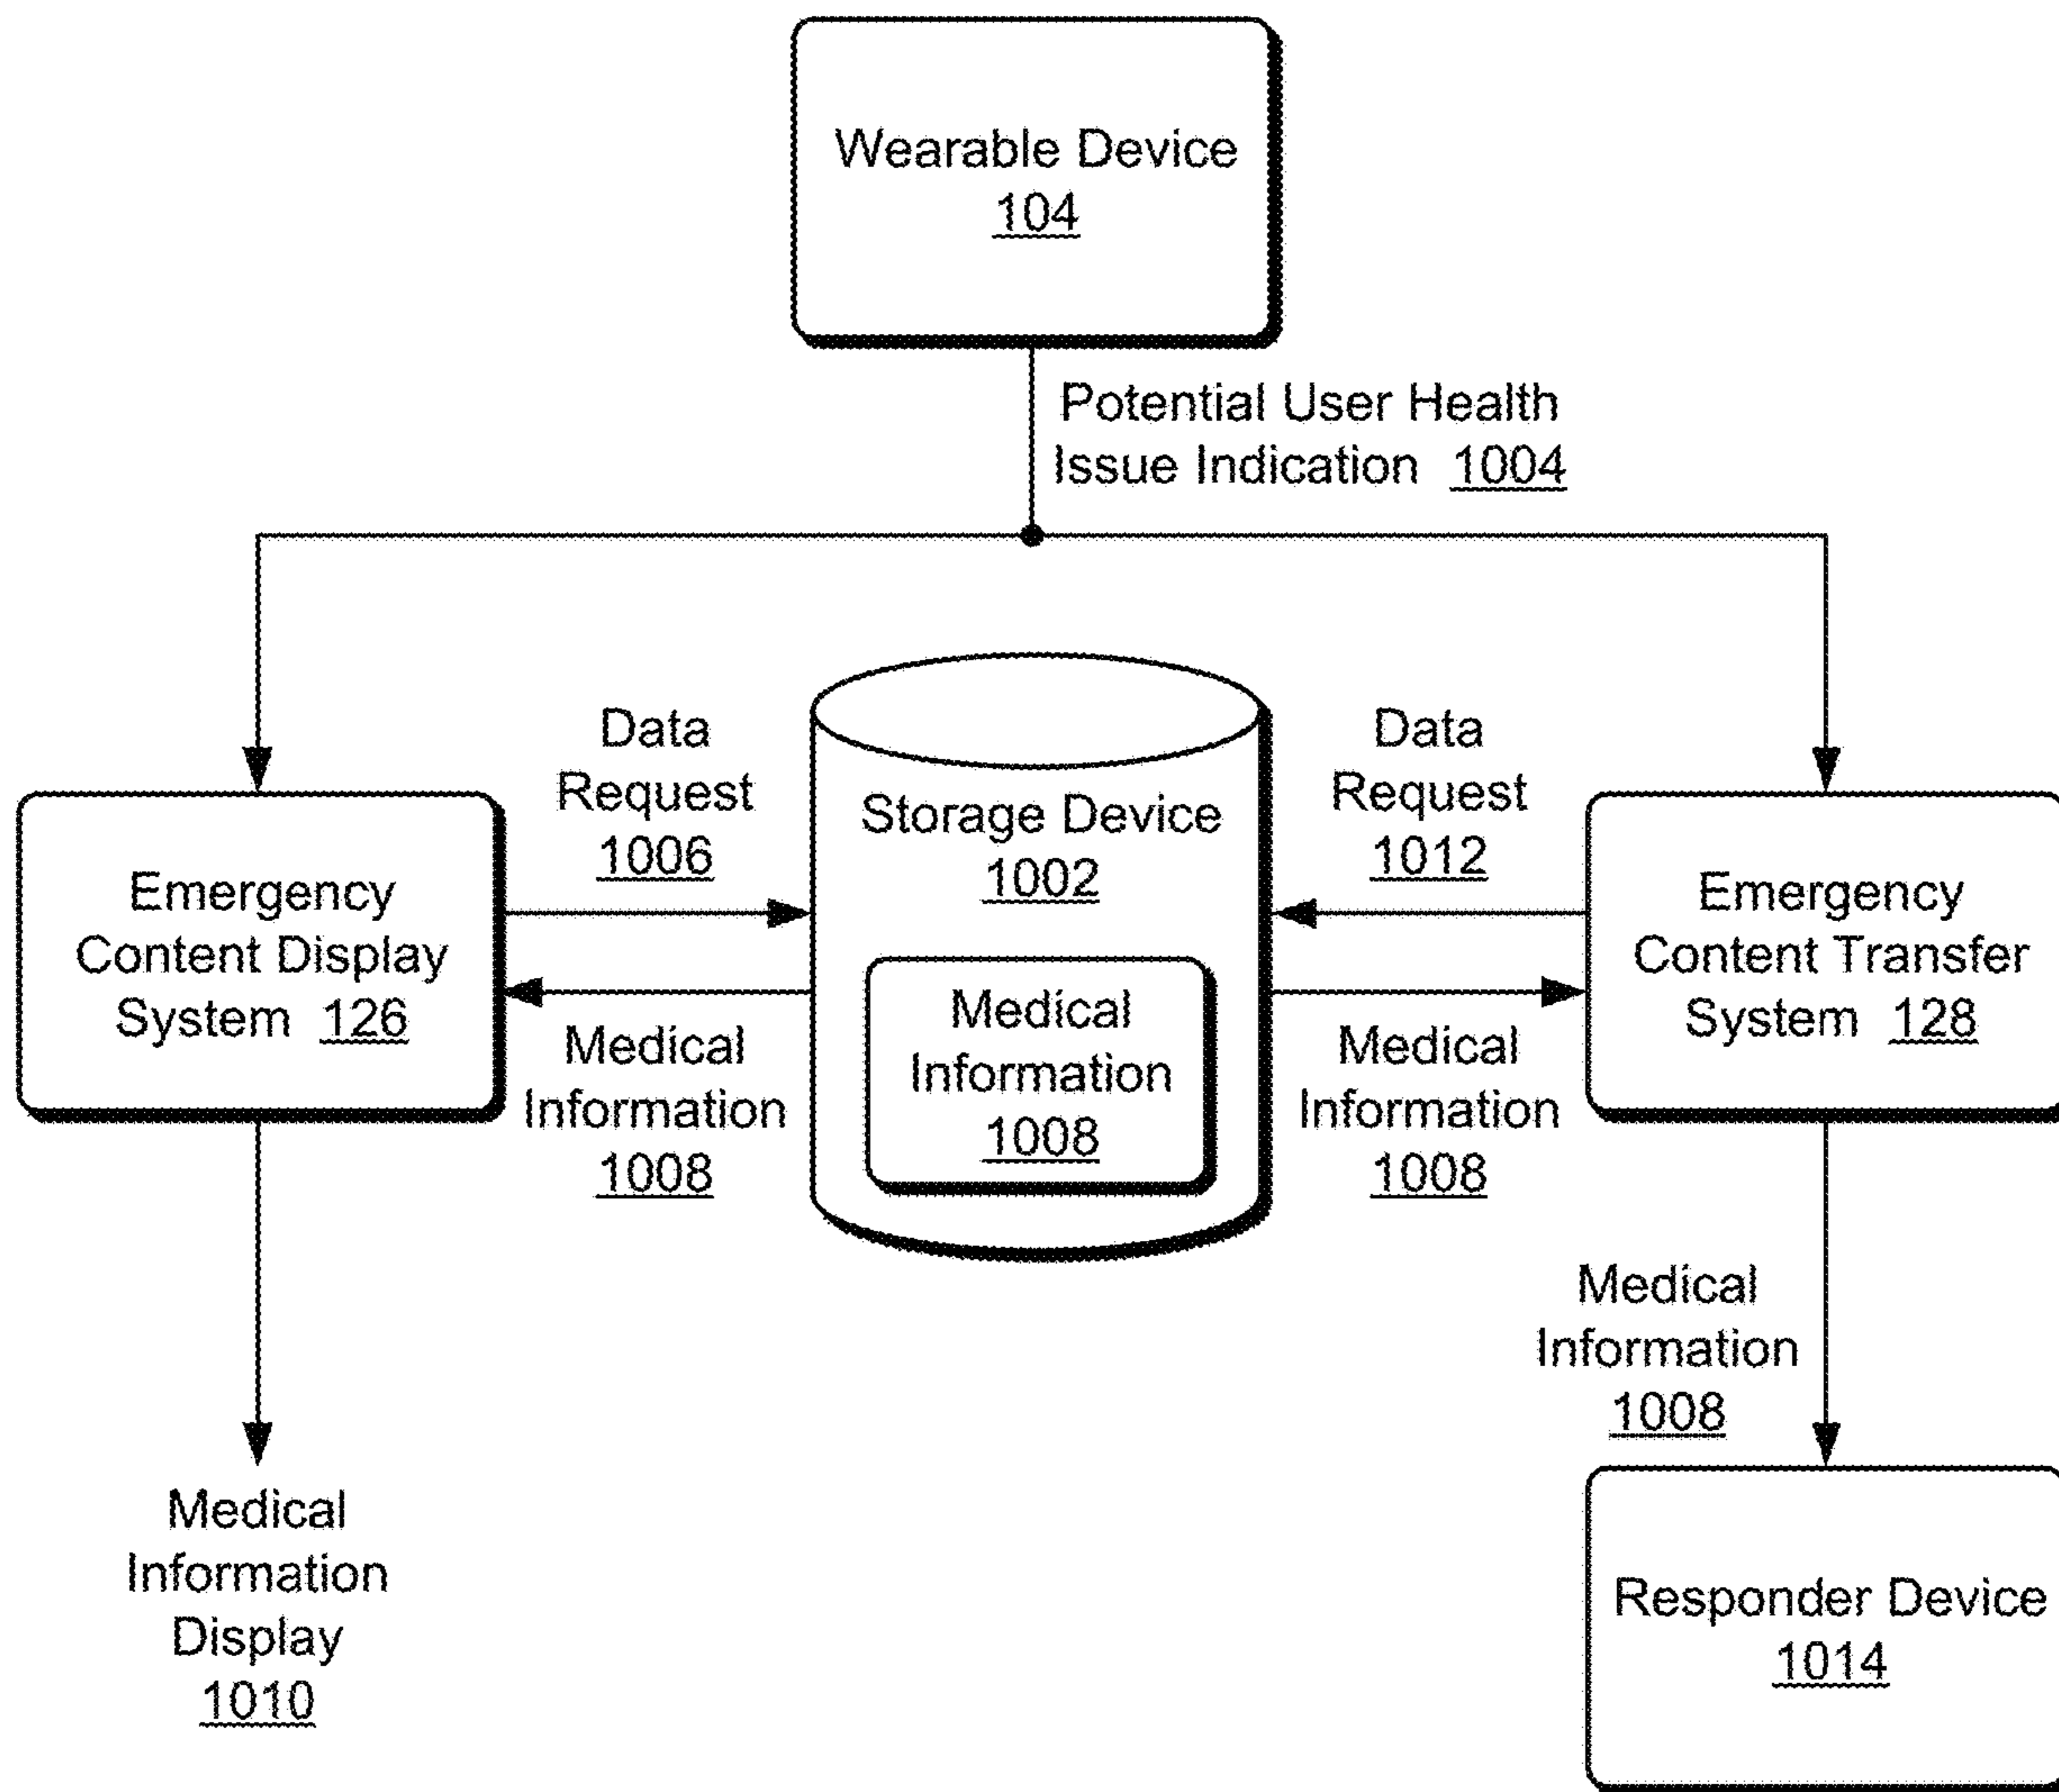 Wearable Device
104
Potential User Health
Issue Indication 1004
Data
Request
1006
Storage Device
1002
Data
Request
1012
Emergency
Content Display
System 126
Medical
Information
1008
Medical
Information
1008
Medical
Information
1008
Emergency
Content Transfer
System 128
Medical
Information
1008
Medical
Information
Display
1010
Responder Device
1014